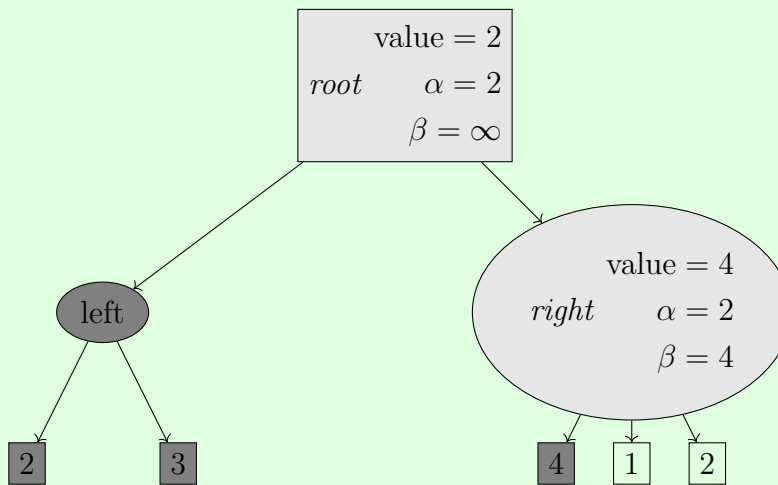 value = 2
root α = 2
β = ∞
left
value = 4
right α = 2
β = 4
2 3 4 1 2